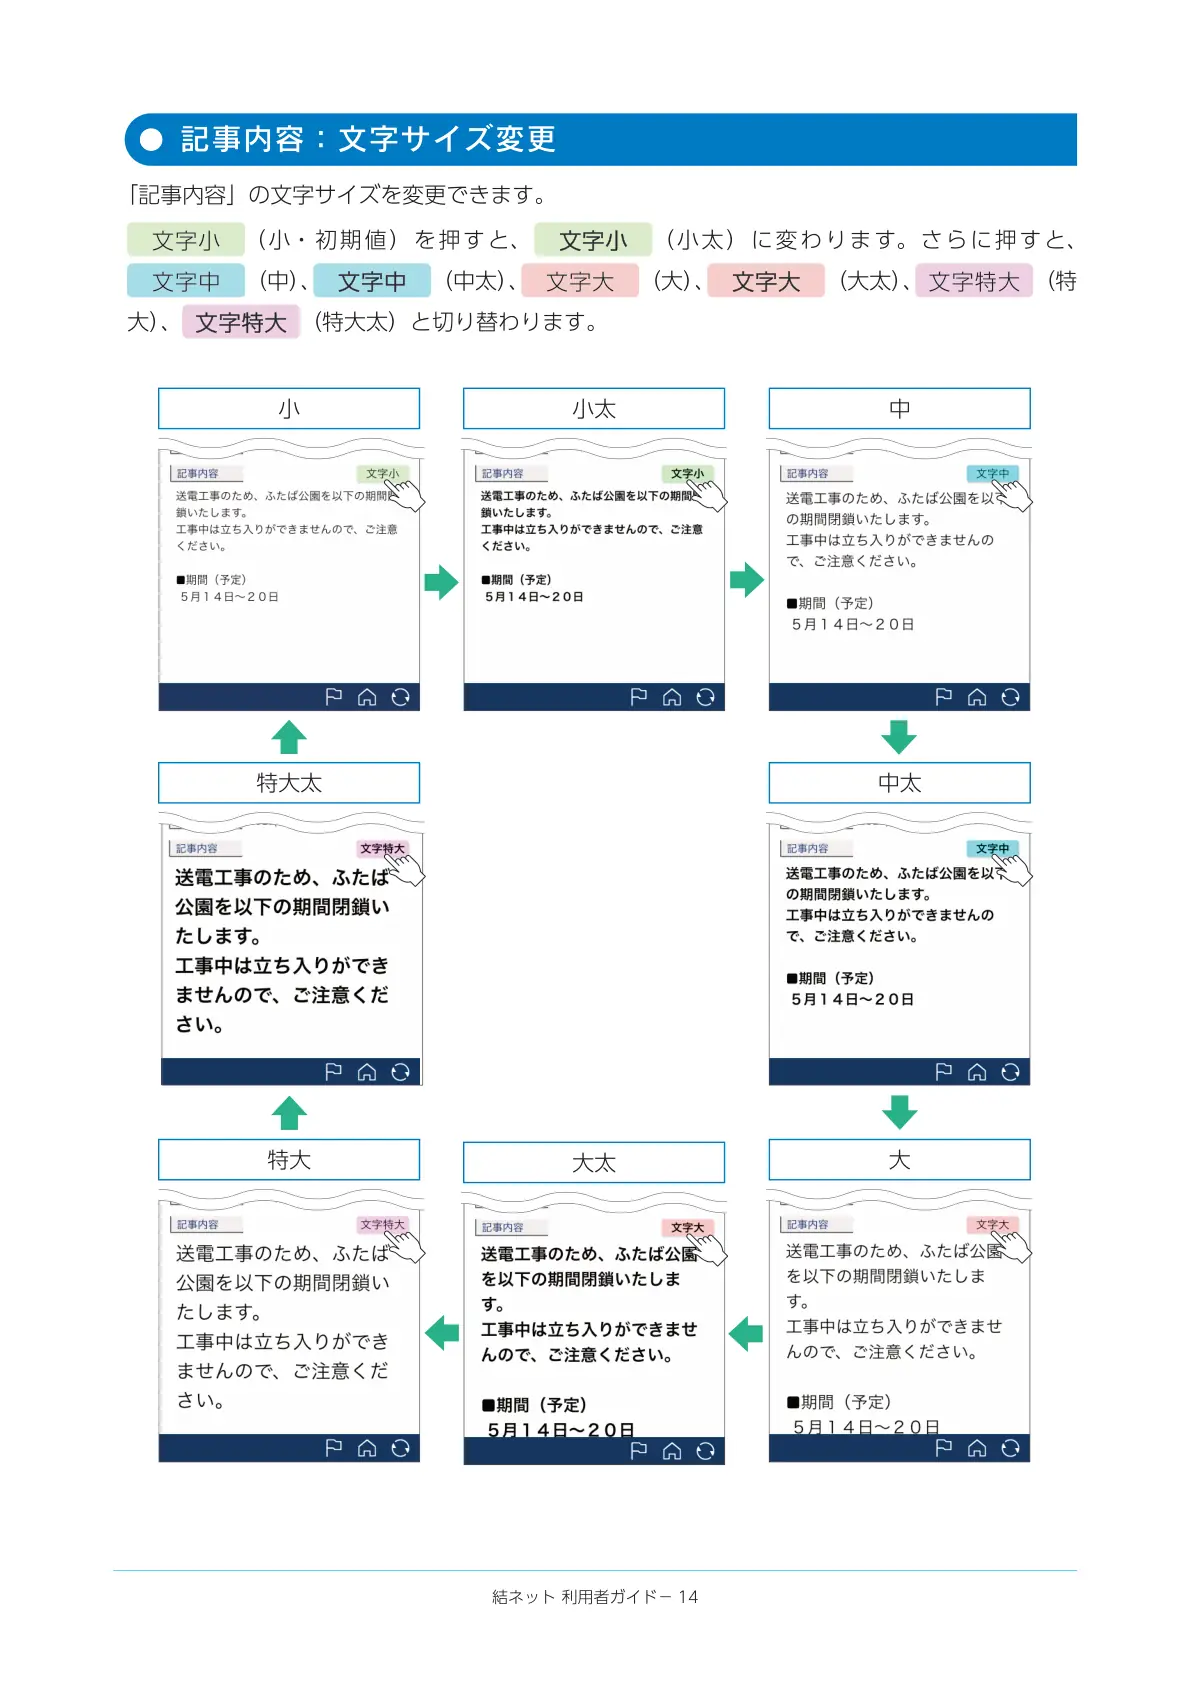 記事内容：文字サイズ変更
「記事内容」の文字サイズを変更できます。
文字小（小・初期値）を押すと、文字小（小太）に変わります。さらに押すと、
文字中（中）、文字中（中太）、文字大（大）、文字大（大太）、文字特大（特
大）、文字特大（特大太）と切り替わります。
小
記事内容 文字小
送電工事のため、ふたば公園を以下の期間
鎖いたします。
工事中は立ち入りができませんので、ご注意
ください。
■期間（予定）
５月１４日〜２０日
小太
記事内容 文字小
送電工事のため、ふたば公園を以下の期間
鎖いたします。
工事中は立ち入りができませんので、ご注意
ください。
■期間（予定）
５月１４日〜２０日
中
記事内容 文字中
送電工事のため、ふたば公園を以下
の期間閉鎖いたします。
工事中は立ち入りができませんの
で、ご注意ください。
■期間（予定）
５月１４日〜２０日
特大太
記事内容 文字特大
送電工事のため、ふたば
公園を以下の期間閉鎖い
たします。
工事中は立ち入りができ
ませんので、ご注意くだ
さい。
中太
記事内容 文字中
送電工事のため、ふたば公園を以下
の期間閉鎖いたします。
工事中は立ち入りができませんの
で、ご注意ください。
■期間（予定）
５月１４日〜２０日
特大
記事内容 文字特大
送電工事のため、ふたば
公園を以下の期間閉鎖い
たします。
工事中は立ち入りができ
ませんので、ご注意くだ
さい。
大太
記事内容 文字大
送電工事のため、ふたば公園
を以下の期間閉鎖いたしま
す。
工事中は立ち入りができませ
んので、ご注意ください。
■期間（予定）
５月１４日〜２０日
大
記事内容 文字大
送電工事のため、ふたば公園
を以下の期間閉鎖いたしま
す。
工事中は立ち入りができませ
んので、ご注意ください。
■期間（予定）
５月１４日〜２０日
結ネット 利用者ガイド－ 14